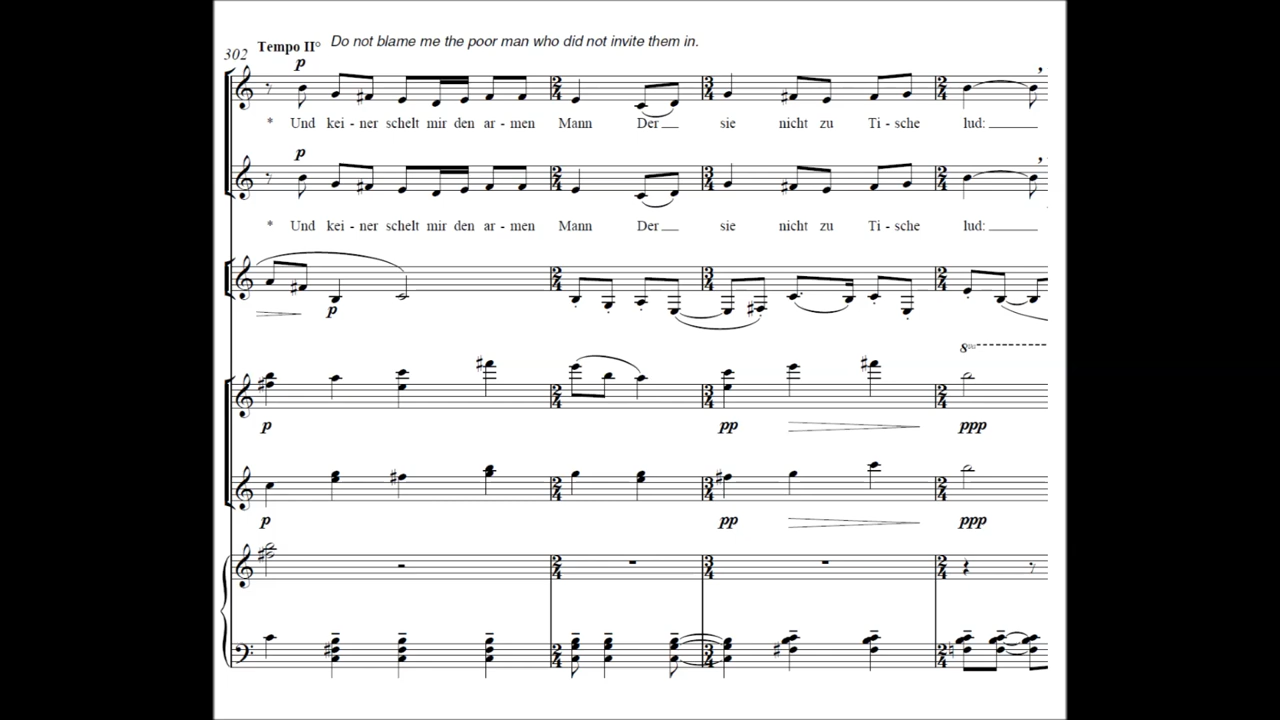 302 Tempo II° Do not blame me the poor man who did not invite them in.
p
* Und kei - ner schelt mir den ar - men Mann Der sie nicht zu Ti - sche lud:
p
* Und kei - ner schelt mir den ar - men Mann Der sie nicht zu Ti - sche lud:
p
8va
p pp ppp
p pp ppp